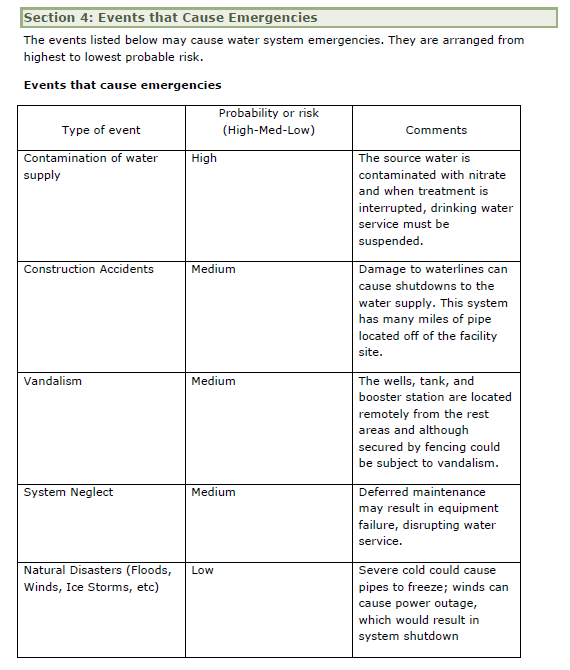 Section 4: Events that Cause Emergencies
The events listed below may cause water system emergencies. They are arranged from
highest to lowest probable risk.
Events that cause emergencies
Type of event
Probability or risk
(High-Med-Low)
Comments
Contamination of water
supply
High
The source water is
contaminated with nitrate
and when treatment is
interrupted, drinking water
service must be
suspended.
Construction Accidents
Medium
Damage to waterlines can
cause shutdowns to the
water supply. This system
has many miles of pipe
located off of the facility
site.
Vandalism
Medium
The wells, tank, and
booster station are located
remotely from the rest
areas and although
secured by fencing could
be subject to vandalism.
System Neglect
Medium
Deferred maintenance
may result in equipment
failure, disrupting water
service.
Natural Disasters (Floods,
Winds, Ice Storms, etc)
Low
Severe cold could cause
pipes to freeze; winds can
cause power outage,
which would result in
system shutdown